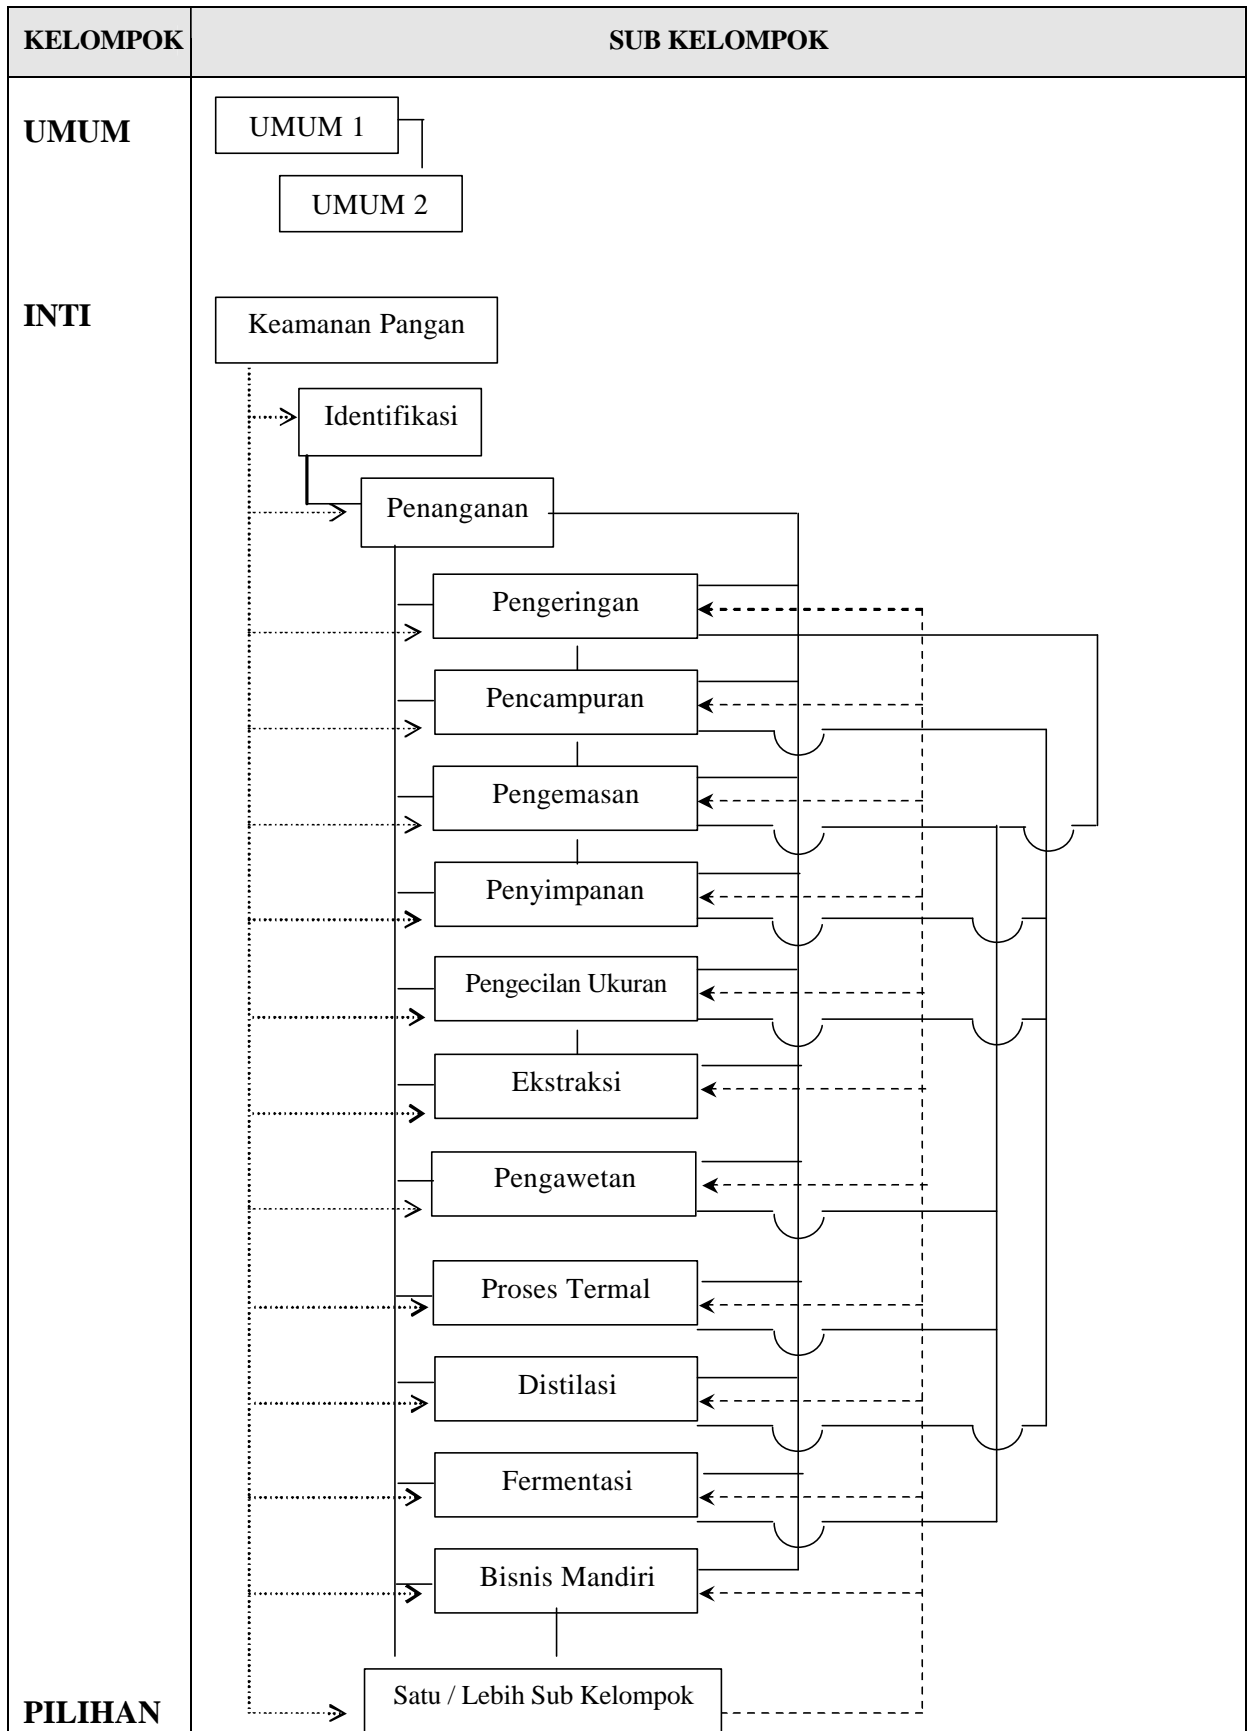 KELOMPOK
SUB KELOMPOK
UMUM
UMUM 1
UMUM 2
INTI
Keamanan Pangan
Identifikasi
Penanganan
Pengeringan
Pencampuran
Pengemasan
Penyimpanan
Pengecilan Ukuran
Ekstraksi
Pengawetan
Proses Termal
Distilasi
Fermentasi
Bisnis Mandiri
PILIHAN
Satu / Lebih Sub Kelompok